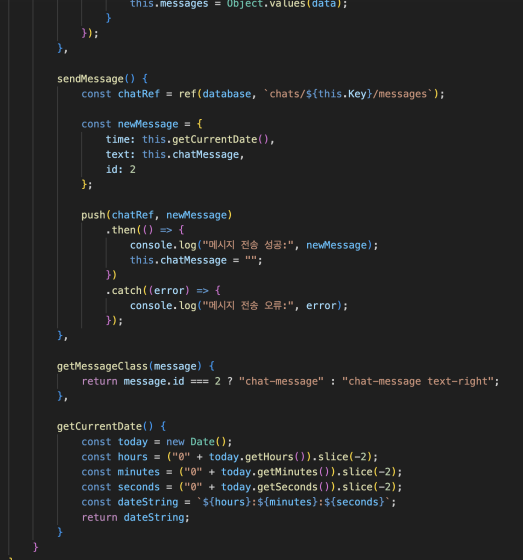 this.messages = Object.values(data);
}
});
},
sendMessage() {
const chatRef = ref(database, `chats/${this.Key}/messages`);
const newMessage = {
time: this.getCurrentDate(),
text: this.chatMessage,
id: 2
};
push(chatRef, newMessage)
.then(() => {
console.log("메시지 전송 성공:", newMessage);
this.chatMessage = "";
})
.catch((error) => {
console.log("메시지 전송 오류:", error);
});
},
getMessageClass(message) {
return message.id === 2 ? "chat-message" : "chat-message text-right";
},
getCurrentDate() {
const today = new Date();
const hours = ("0" + today.getHours()).slice(-2);
const minutes = ("0" + today.getMinutes()).slice(-2);
const seconds = ("0" + today.getSeconds()).slice(-2);
const dateString = `${hours}:${minutes}:${seconds}`;
return dateString;
}
}